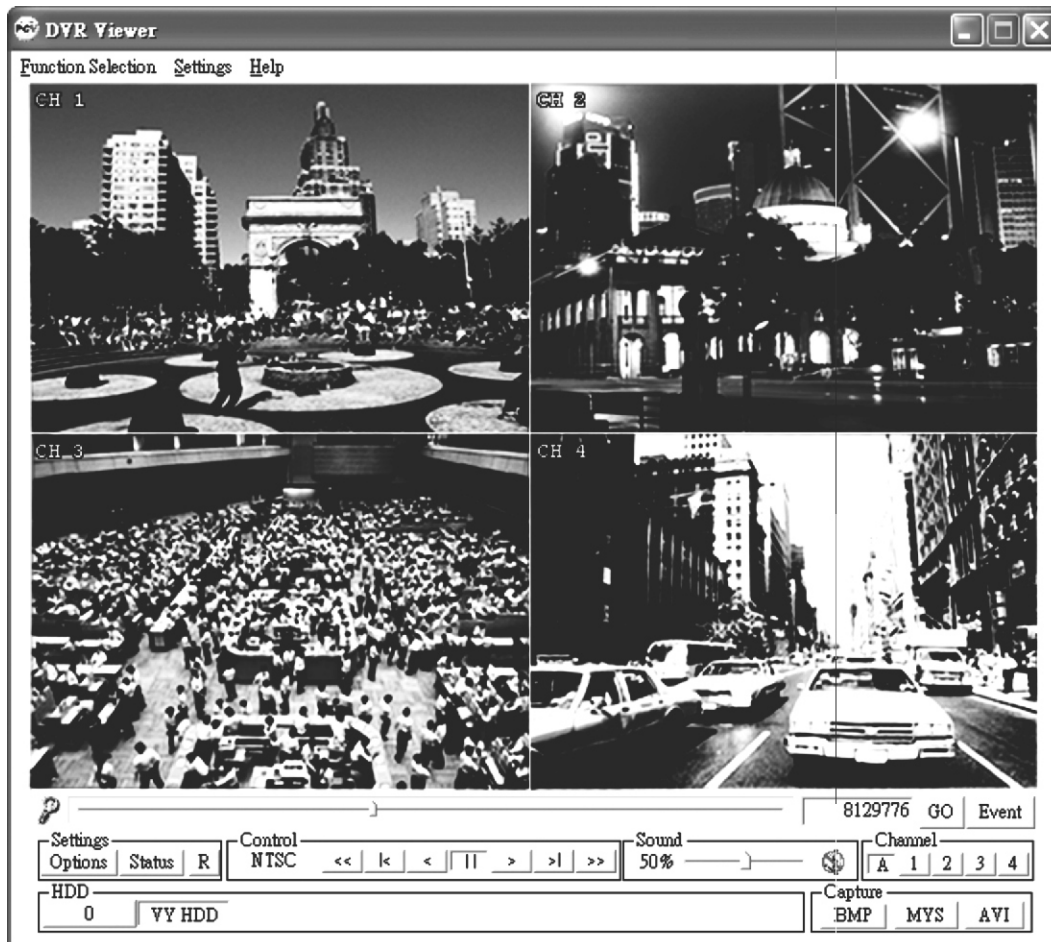 DVR Viewer
Function Selection Settings Help
CH 1
CH 2
CH 3
CH 4
8129776 GO Event
Settings
Options Status R
Control
NTSC << |< < || > >| >>
Sound
50%
Channel
A 1 2 3 4
HDD
0 VY HDD
Capture
BMP MYS AVI